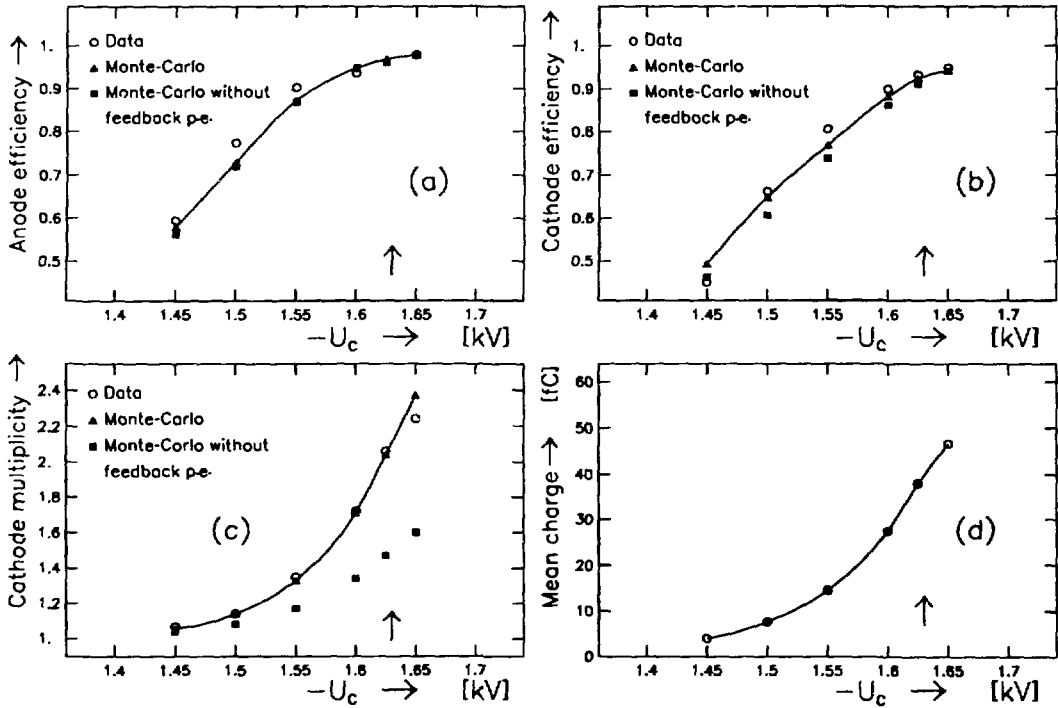 Anode efficiency →
1.
0.9
0.8
0.7
0.6
0.5
○ Data
▲ Monte-Carlo
■ Monte-Carlo without
feedback p.e.
(a)
↑
1.4 1.45 1.5 1.55 1.6 1.65 1.7
-Uc → [kV]
Cathode efficiency →
1.
0.9
0.8
0.7
0.6
0.5
○ Data
▲ Monte-Carlo
■ Monte-Carlo without
feedback p.e.
(b)
↑
1.4 1.45 1.5 1.55 1.6 1.65 1.7
-Uc → [kV]
Cathode multiplicity →
2.4
2.2
2.
1.8
1.6
1.4
1.2
1.
○ Data
▲ Monte-Carlo
■ Monte-Carlo without
feedback p.e.
(c)
↑
1.4 1.45 1.5 1.55 1.6 1.65 1.7
-Uc → [kV]
Mean charge → [fC]
60
50
40
30
20
10
0
(d)
↑
1.4 1.45 1.5 1.55 1.6 1.65 1.7
-Uc → [kV]